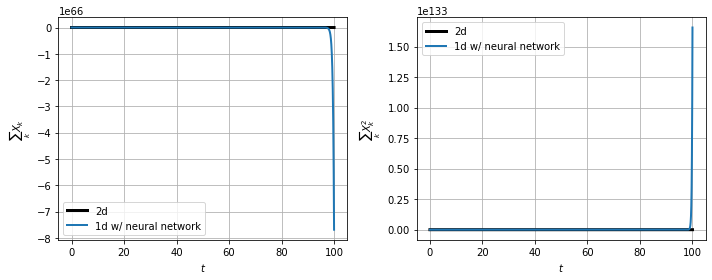 1e66
0
−1
−2
−3
−4
−5
−6
−7
−8
0 20 40 60 80 100
t
∑ₖ Xₖ
2d
1d w/ neural network
1e133
1.50
1.25
1.00
0.75
0.50
0.25
0.00
0 20 40 60 80 100
t
∑ₖ Xₖ²
2d
1d w/ neural network